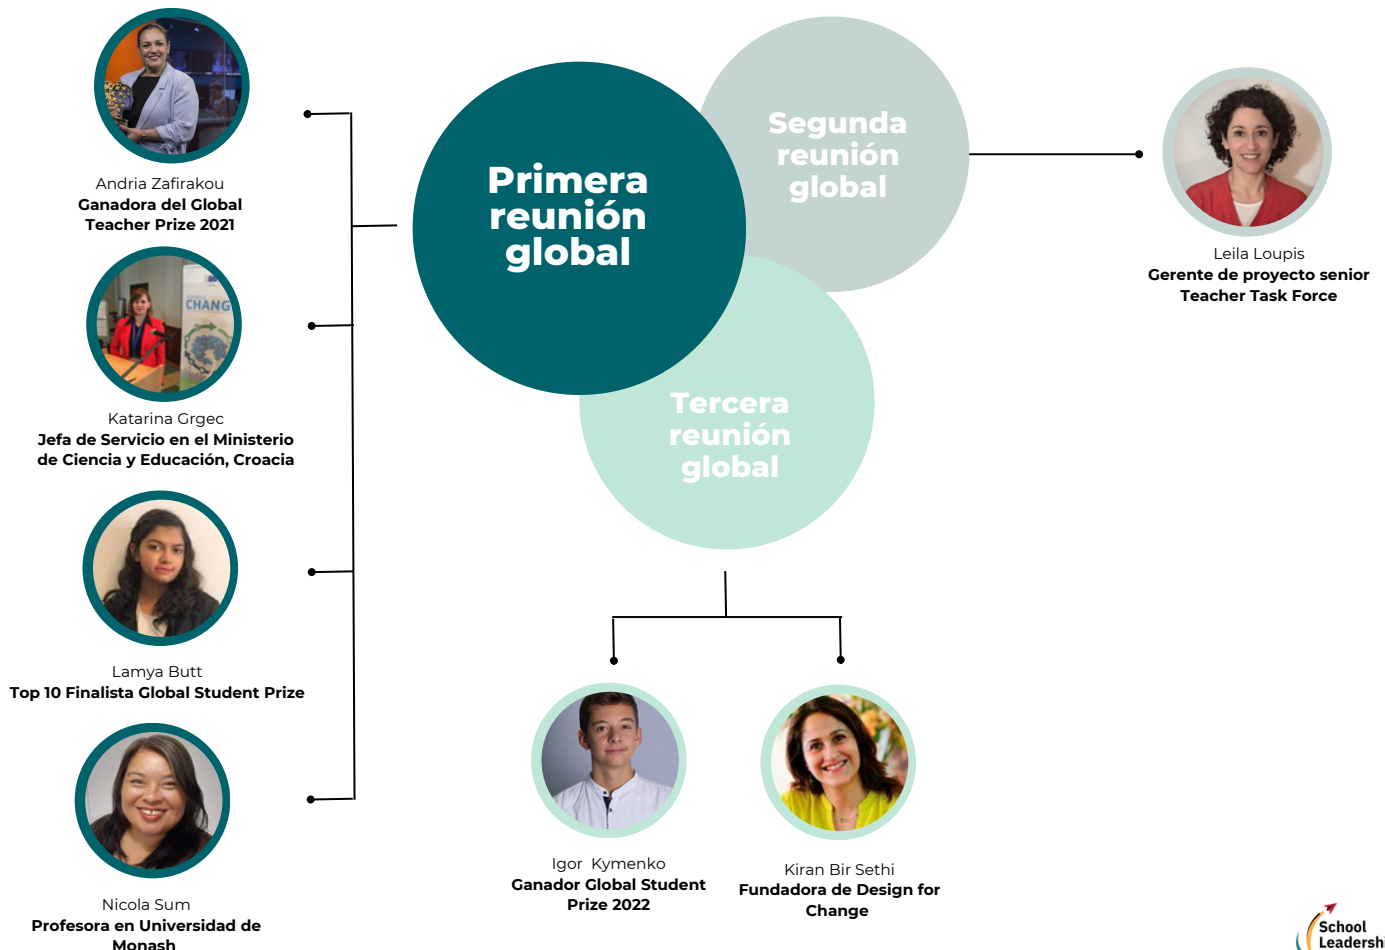 Andria Zafirakou
Ganadora del Global
Teacher Prize 2021
CHANG
Katarina Grgec
Jefa de Servicio en el Ministerio
de Ciencia y Educación, Croacia
Lamya Butt
Top 10 Finalista Global Student Prize
Nicola Sum
Profesora en Universidad de
Monash
Primera
reunión
global
Segunda
reunión
global
Leila Loupis
Gerente de proyecto senior
Teacher Task Force
Tercera
reunión
global
Igor Kymenko
Ganador Global Student
Prize 2022
Kiran Bir Sethi
Fundadora de Design for
Change
School
Leadersh